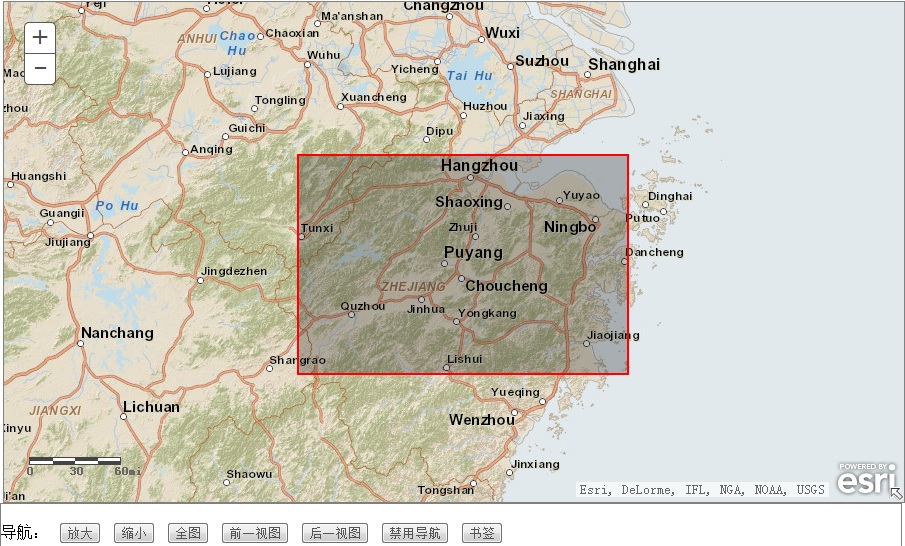 Changzhou
Ma'anshan
ANHUI
Chao
Hu
Chaoxian
Wuxi
+
−
Wuhu
Yicheng
Suzhou
Shanghai
Lujiang
Tai Hu
SHANGHAI
Tongling
Xuancheng
Huzhou
Jiaxing
Guichi
Dipu
Anqing
Hangzhou
Huangshi
Yuyao
Dinghai
Po Hu
Shaoxing
Guangii
Putuo
Tunxi
Zhuji
Ningbo
Jiujiang
Puyang
Dancheng
Jingdezhen
ZHEJIANG
Choucheng
Quzhou
Jinhua
Yongkang
Nanchang
Jiaojiang
Shangrao
Lishui
Yueqing
JIANGXI
Lichuan
Wenzhou
0 30 60mi
Shaowu
Jinxiang
Tongshan
Esri, DeLorme, IFL, NGA, NOAA, USGS
POWERED BY
esri
导航： 放大 缩小 全图 前一视图 后一视图 禁用导航 书签